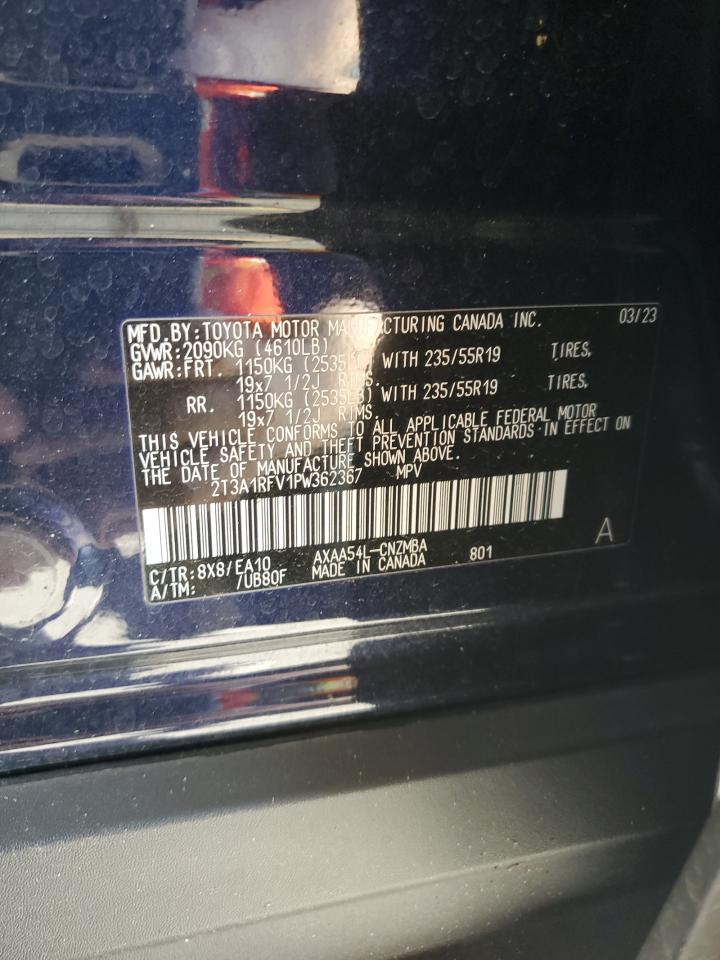 MFD. BY: TOYOTA MOTOR MANUFACTURING CANADA INC. 03/23
GVWR: 2090KG (4610LB)
GAWR: FRT. 1150KG (2535LB) WITH 235/55R19 TIRES,
19x7 1/2J RIMS.
RR. 1150KG (2535LB) WITH 235/55R19 TIRES,
19x7 1/2J RIMS.
THIS VEHICLE CONFORMS TO ALL APPLICABLE FEDERAL MOTOR
VEHICLE SAFETY AND THEFT PREVENTION STANDARDS IN EFFECT ON
THE DATE OF MANUFACTURE SHOWN ABOVE.
2T3A1RFV1PW362367 MPV
A
C/TR: 8X8/EA10 AXAA54L-CNZMBA 801
A/TM: /UB80F MADE IN CANADA